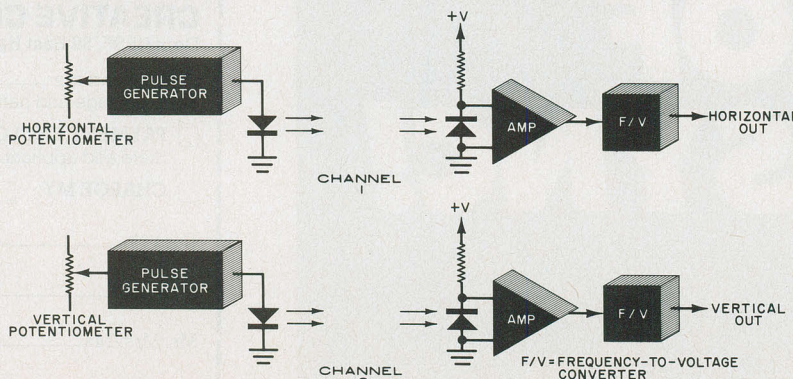 +V
PULSE
GENERATOR
AMP
F/V
HORIZONTAL
OUT
HORIZONTAL
POTENTIOMETER
CHANNEL
1
+V
PULSE
GENERATOR
AMP
F/V
VERTICAL
OUT
VERTICAL
POTENTIOMETER
F/V=FREQUENCY-TO-VOLTAGE
CONVERTER
CHANNEL